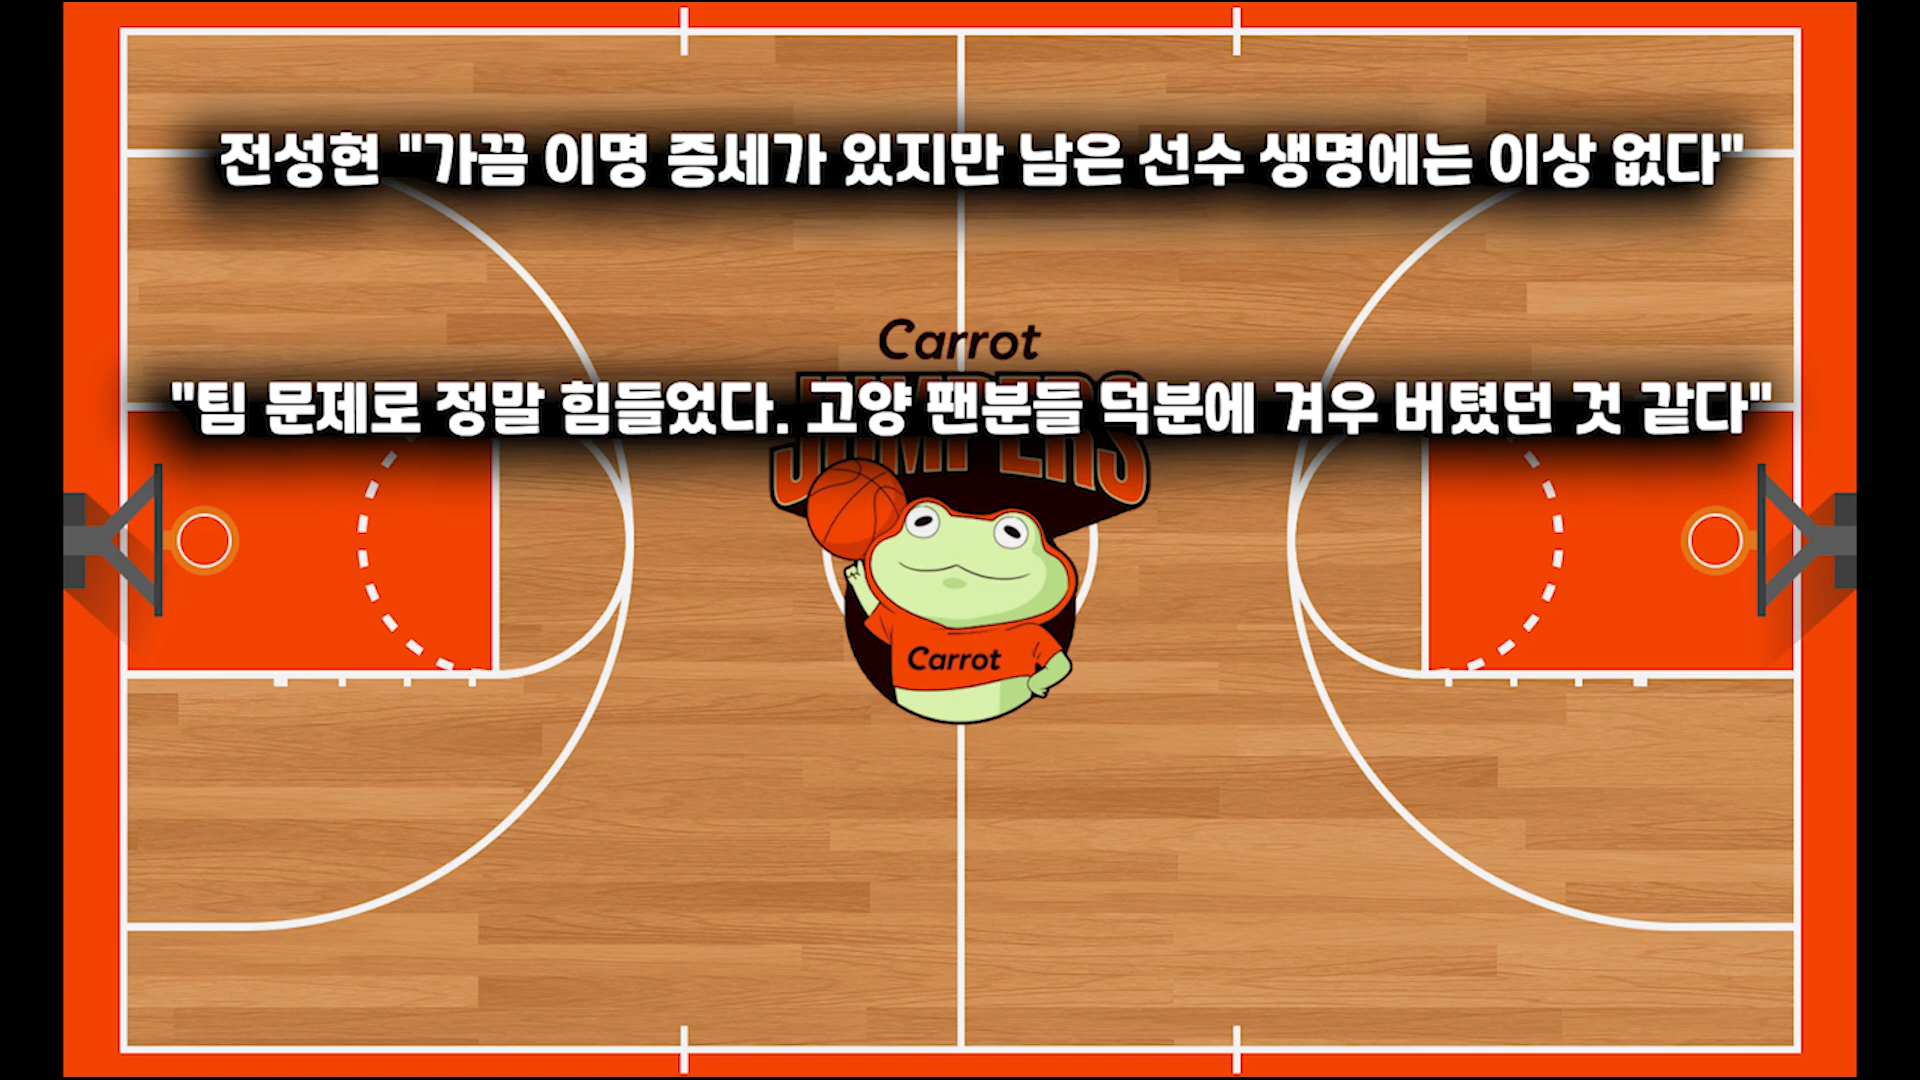 전성현 "가끔 이명 증세가 있지만 남은 선수 생명에는 이상 없다"
Carrot
"팀 문제로 정말 힘들었다. 고양 팬분들 덕분에 겨우 버텼던 것 같다"
JUMPERS
Carrot